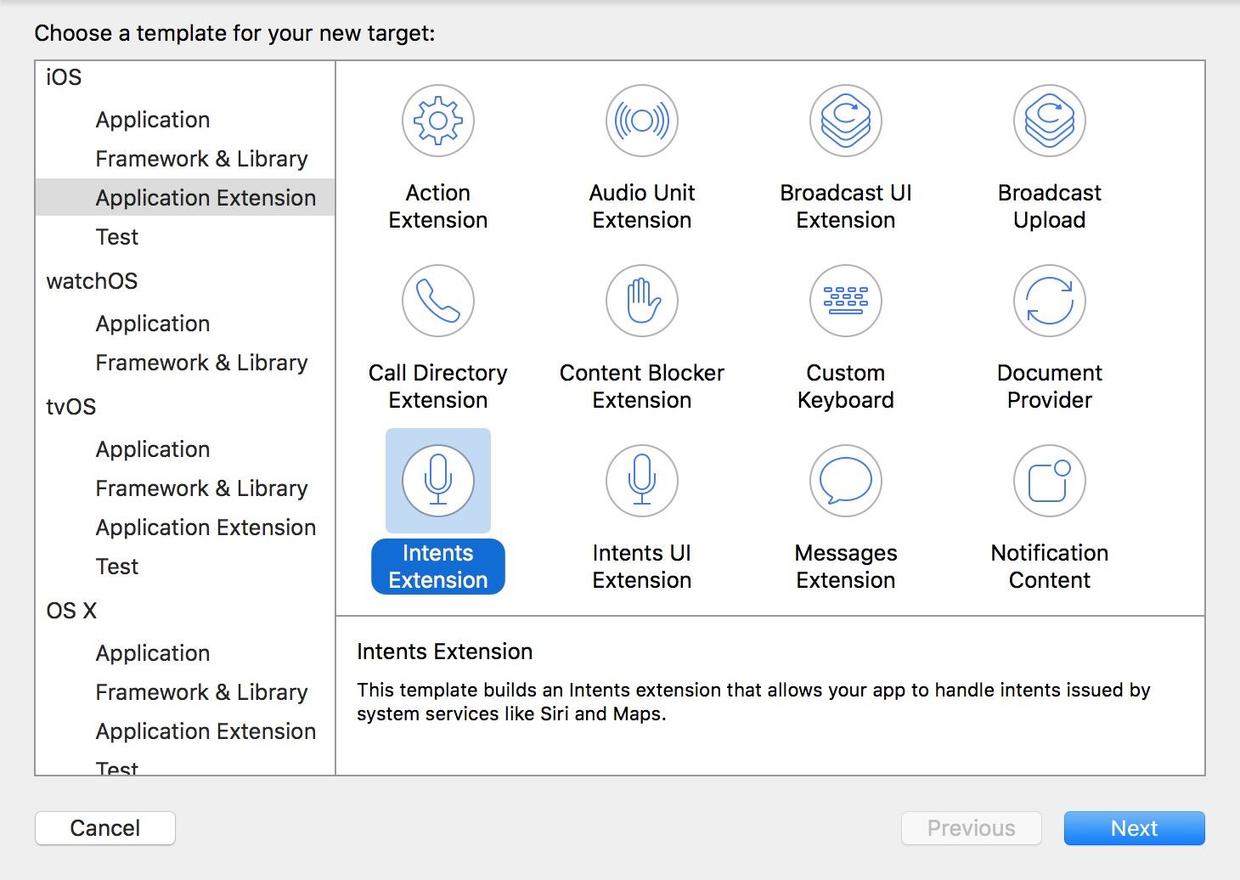 Choose a template for your new target:
iOS
Application
Framework & Library
Application Extension
Test
watchOS
Application
Framework & Library
tvOS
Application
Framework & Library
Application Extension
Test
OS X
Application
Framework & Library
Application Extension
Test
Action
Extension
Audio Unit
Extension
Broadcast UI
Extension
Broadcast
Upload
Call Directory
Extension
Content Blocker
Extension
Custom
Keyboard
Document
Provider
Intents
Extension
Intents UI
Extension
Messages
Extension
Notification
Content
Intents Extension
This template builds an Intents extension that allows your app to handle intents issued by
system services like Siri and Maps.
Cancel
Previous
Next